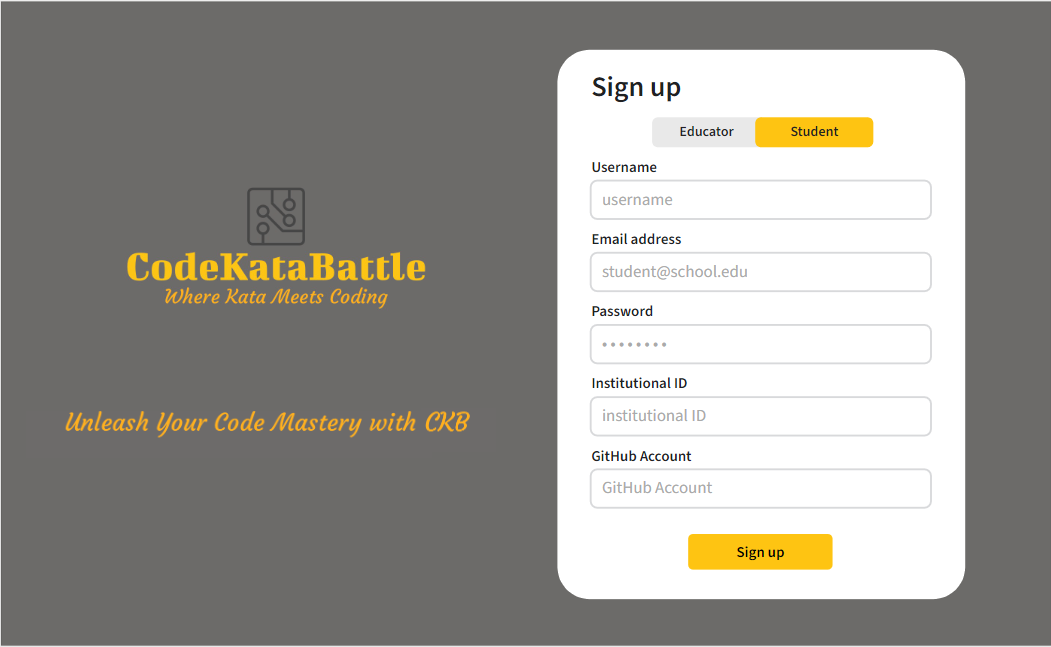 CodeKataBattle
Where Kata Meets Coding
Unleash Your Code Mastery with CKB
Sign up
Educator Student
Username
username
Email address
student@school.edu
Password
••••••••
Institutional ID
institutional ID
GitHub Account
GitHub Account
Sign up